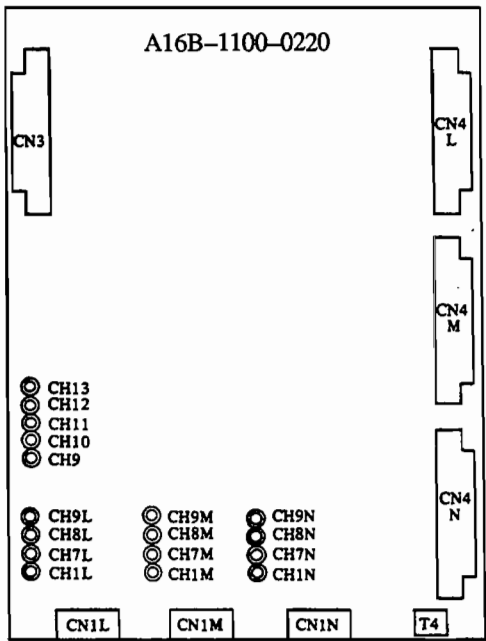 A16B-1100-0220
CN3
CN4
L
CN4
M
CH13
CH12
CH11
CH10
CH9
CN4
N
CH9L
CH9M
CH9N
CH8L
CH8M
CH8N
CH7L
CH7M
CH7N
CH1L
CH1M
CH1N
CN1L
CN1M
CN1N
T4